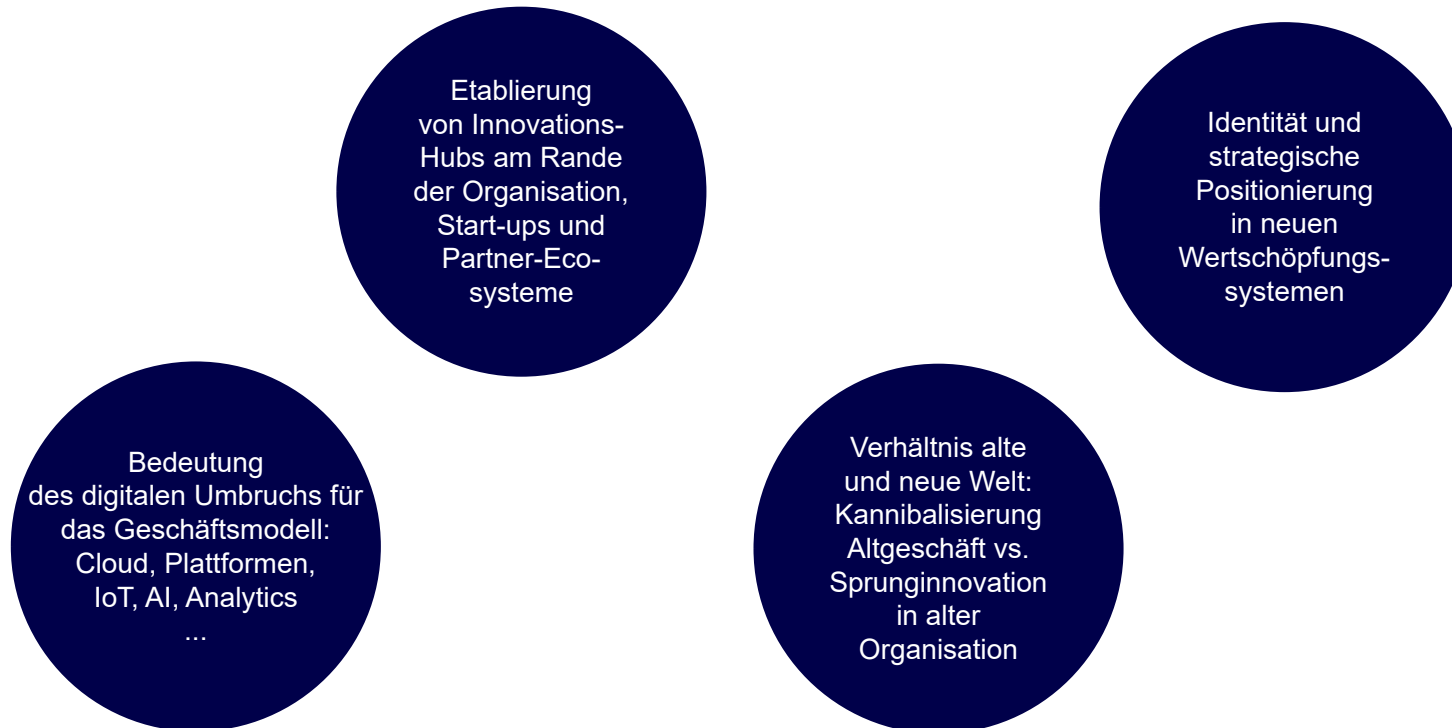 Etablierung
von Innovations-
Hubs am Rande
der Organisation,
Start-ups und
Partner-Eco-
systeme
Identität und
strategische
Positionierung
in neuen
Wertschöpfungs-
systemen
Bedeutung
des digitalen Umbruchs für
das Geschäftsmodell:
Cloud, Plattformen,
IoT, AI, Analytics
...
Verhältnis alte
und neue Welt:
Kannibalisierung
Altgeschäft vs.
Sprunginnovation
in alter
Organisation